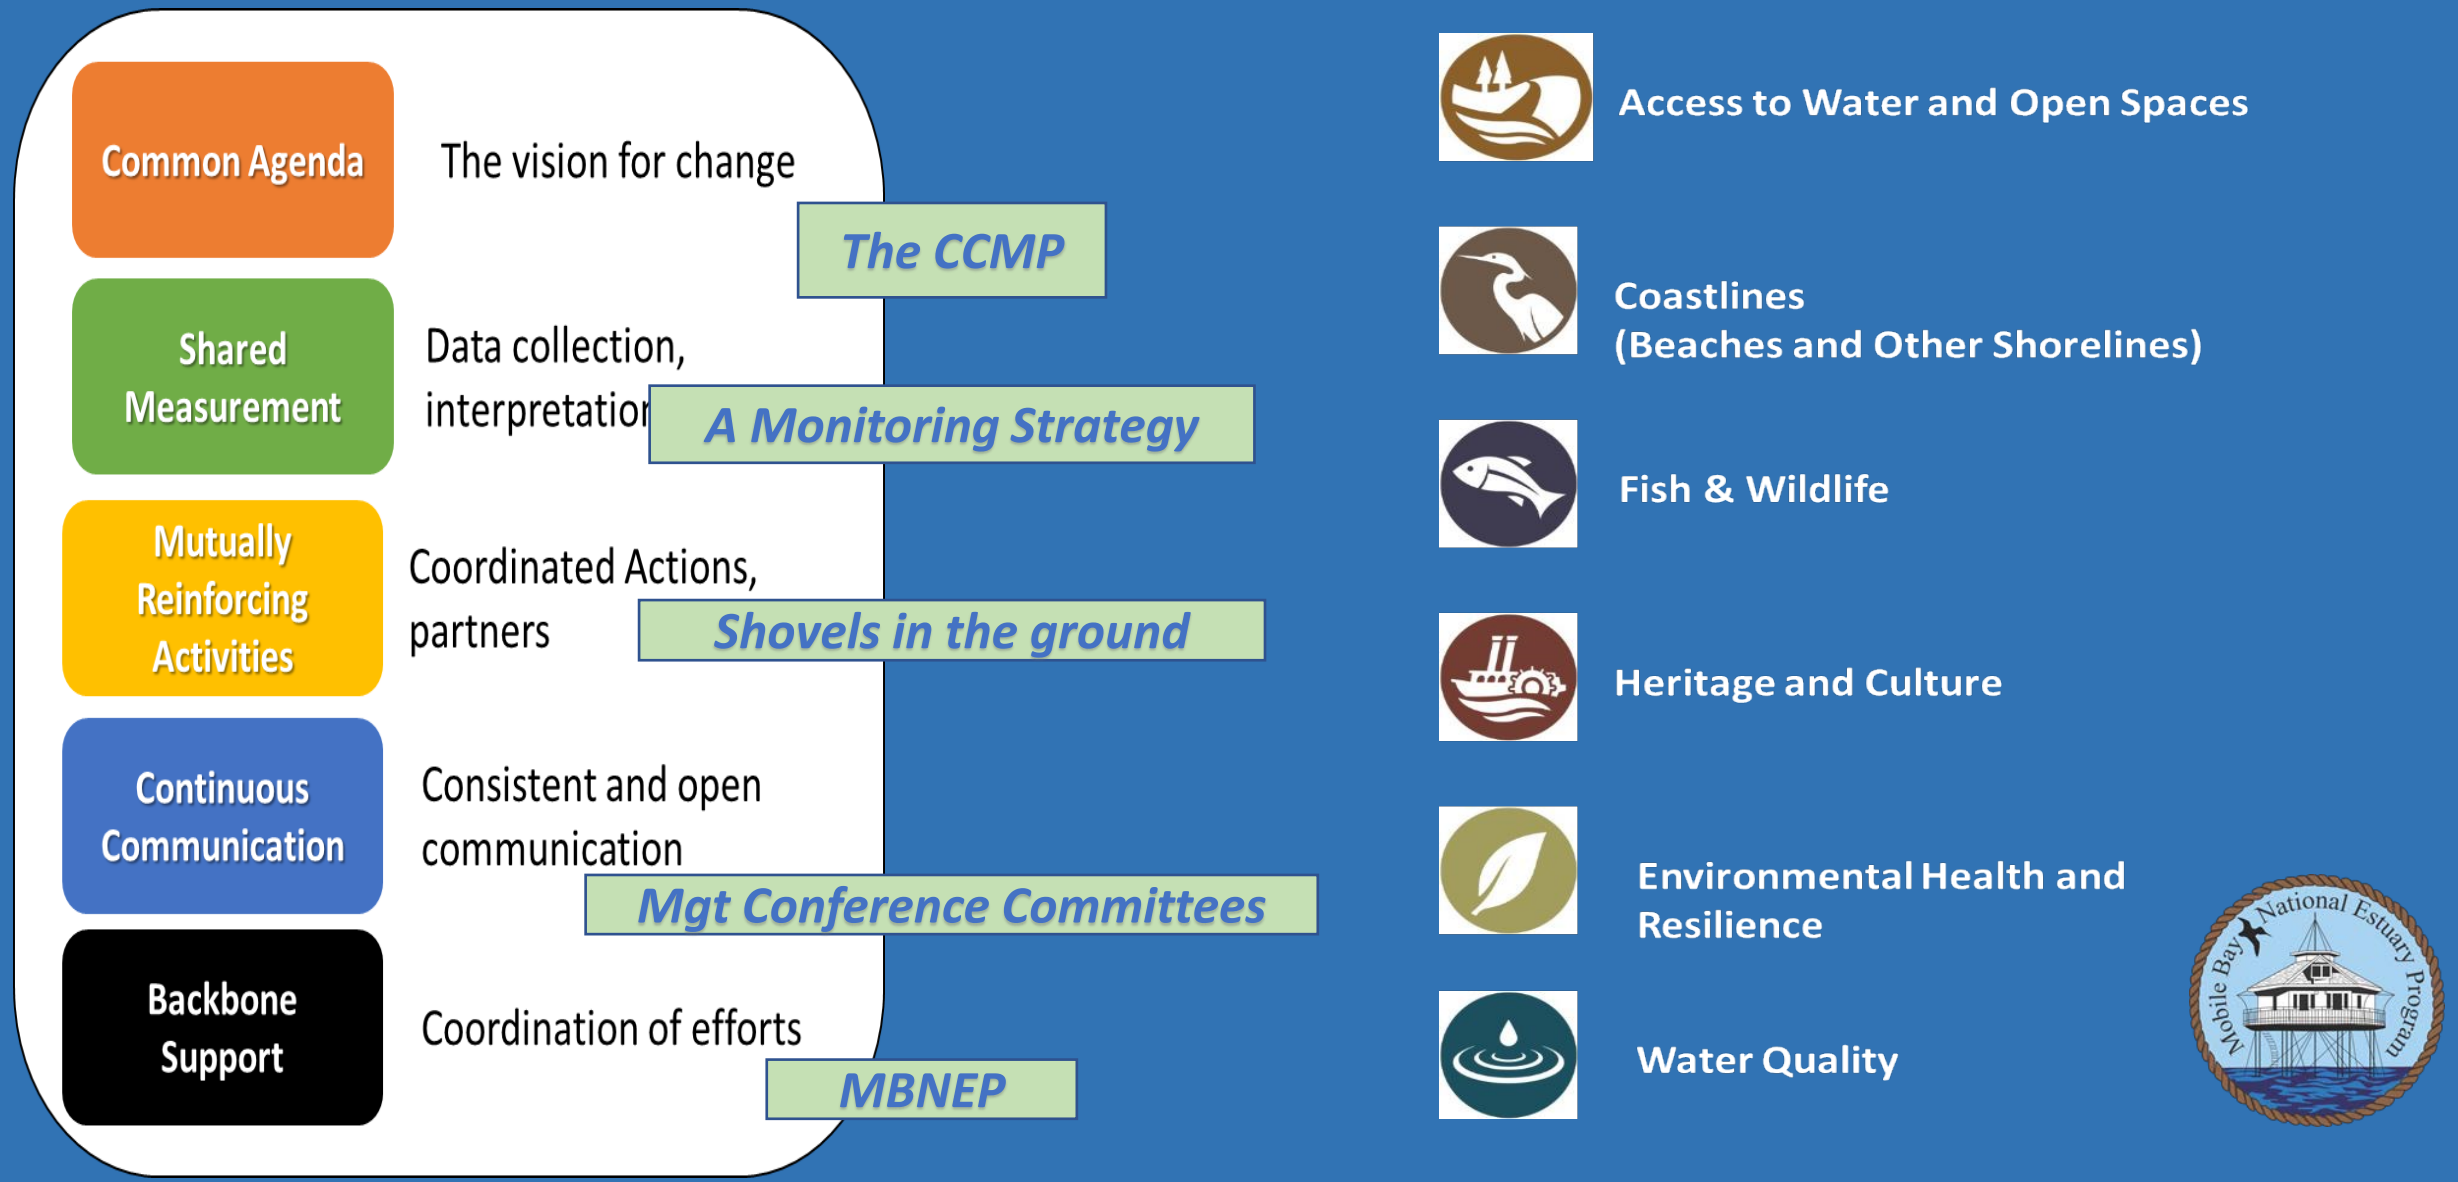 Common Agenda
The vision for change
The CCMP
Shared
Measurement
Data collection,
interpretation
A Monitoring Strategy
Mutually
Reinforcing
Activities
Coordinated Actions,
partners
Shovels in the ground
Continuous
Communication
Consistent and open
communication
Mgt Conference Committees
Backbone
Support
Coordination of efforts
MBNEP
Access to Water and Open Spaces
Coastlines
(Beaches and Other Shorelines)
Fish & Wildlife
Heritage and Culture
Environmental Health and
Resilience
Water Quality
Mobile Bay National Estuary Program